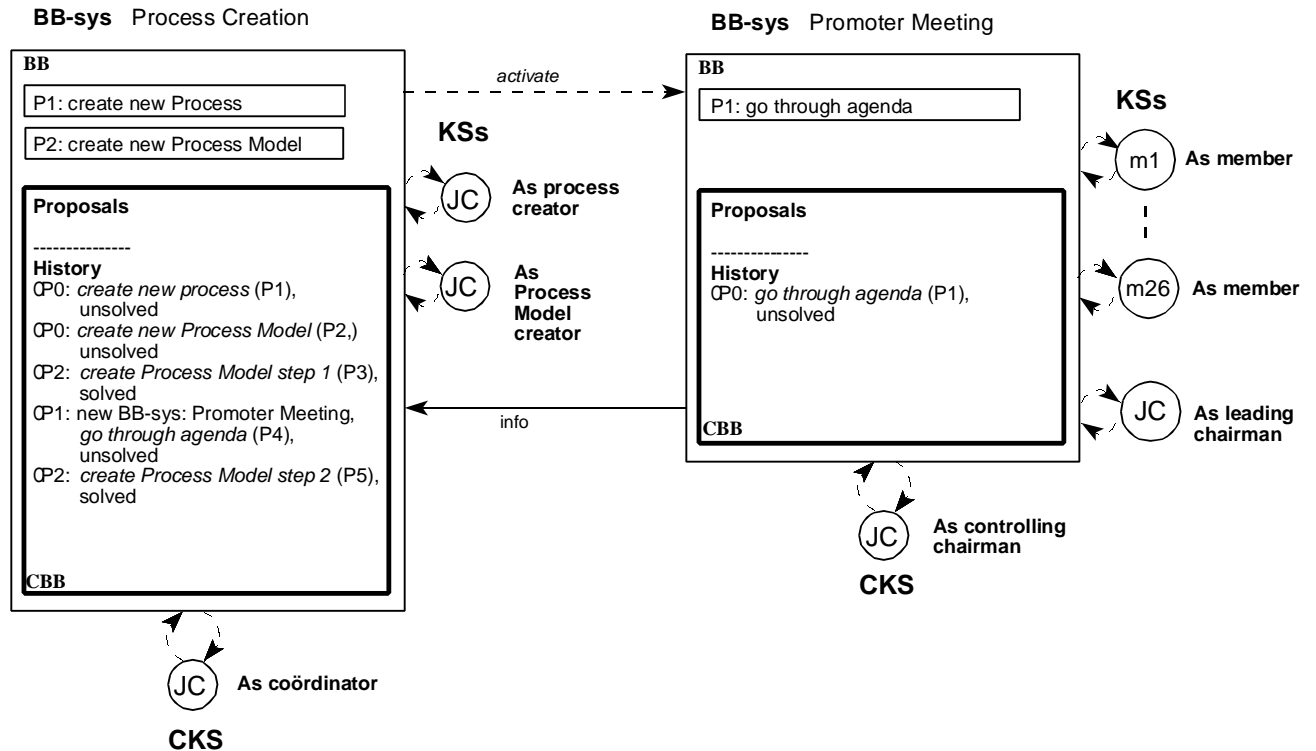 BB-sys Process Creation
BB
P1: create new Process
P2: create new Process Model
Proposals
---------------
History
CP0: create new process (P1),
unsolved
CP0: create new Process Model (P2,)
unsolved
CP2: create Process Model step 1 (P3),
solved
CP1: new BB-sys: Promoter Meeting,
go through agenda (P4),
unsolved
CP2: create Process Model step 2 (P5),
solved
CBB
KSs
JC
As process
creator
JC
As
Process
Model
creator
JC
As coördinator
CKS
activate
info
BB-sys Promoter Meeting
BB
P1: go through agenda
Proposals
---------------
History
CP0: go through agenda (P1),
unsolved
CBB
KSs
m1
As member
m26
As member
JC
As leading
chairman
JC
As controlling
chairman
CKS